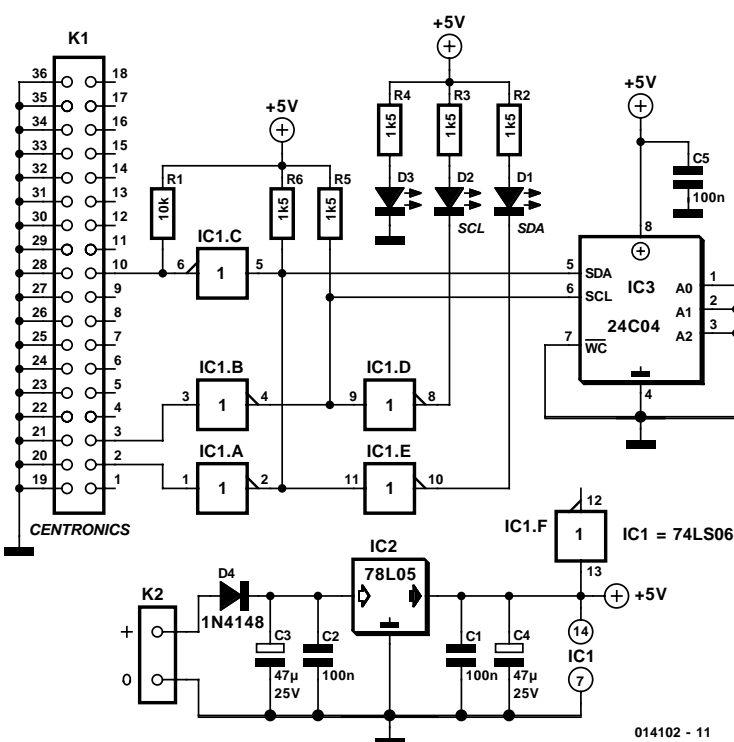 K1
+5V
+5V
+5V
36 18
35 17
34 16
33 15
32 14
31 13
30 12
29 11
28 10
27 9
26 8
25 7
24 6
23 5
22 4
21 3
20 2
19 1
CENTRONICS
R1
10k
R6
1k5
R5
1k5
R4
1k5
R3
1k5
R2
1k5
D3
D2
SCL
D1
SDA
C5
100n
IC1.C
6 1 5
IC1.B
3 1 4
IC1.A
1 1 2
IC1.D
9 1 8
IC1.E
11 1 10
8
5 SDA
6 SCL
IC3
24C04
7 WC
A0 1
A1 2
A2 3
4
12
IC1.F
1
13
IC1 = 74LS06
K2
+
0
D4
1N4148
C3
47µ
25V
C2
100n
IC2
78L05
C1
100n
C4
47µ
25V
+5V
14
IC1
7
014102 - 11